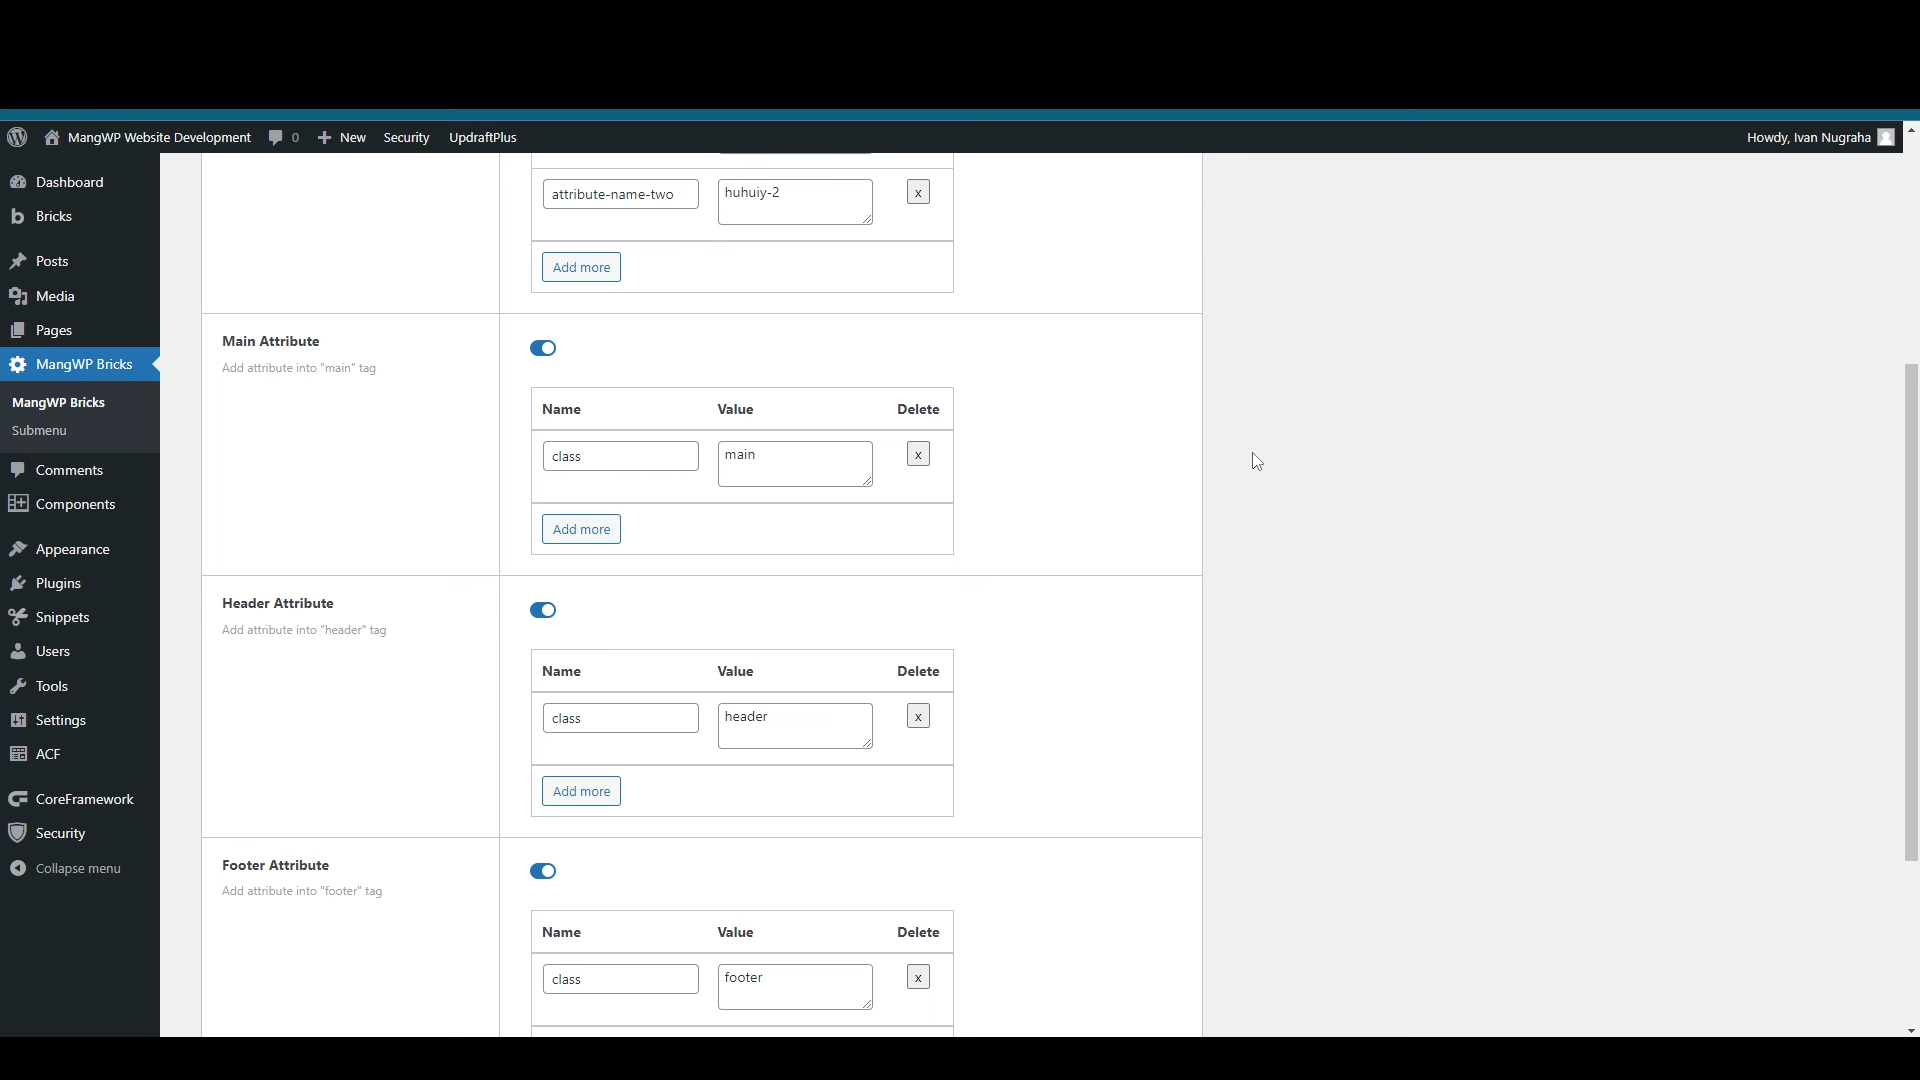 MangWP Website Development 0 New Security UpdraftPlus Howdy, Ivan Nugraha
Dashboard
Bricks
Posts
Media
Pages
MangWP Bricks
MangWP Bricks
Submenu
Comments
Components
Appearance
Plugins
Snippets
Users
Tools
Settings
ACF
CoreFramework
Security
Collapse menu
attribute-name-two huhuiy-2 x
Add more
Main Attribute
Add attribute into "main" tag
Name Value Delete
class main x
Add more
Header Attribute
Add attribute into "header" tag
Name Value Delete
class header x
Add more
Footer Attribute
Add attribute into "footer" tag
Name Value Delete
class footer x